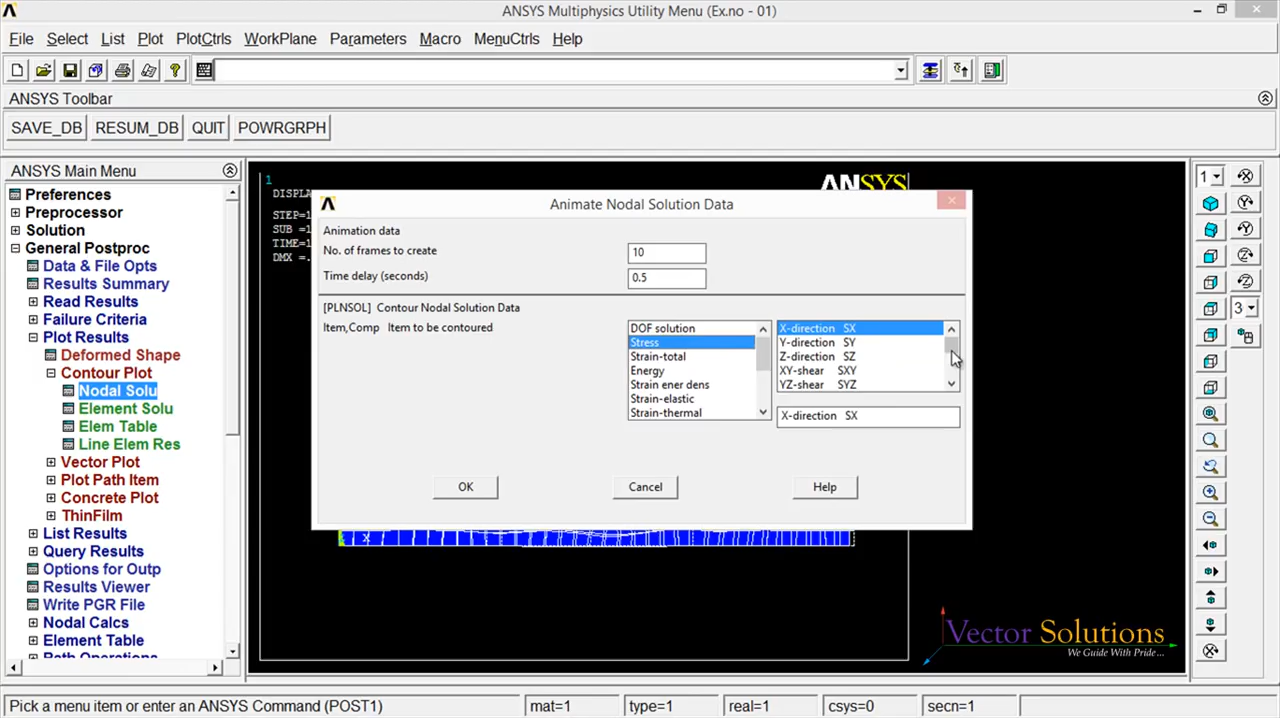 ANSYS Multiphysics Utility Menu (Ex.no - 01)
File Select List Plot PlotCtrls WorkPlane Parameters Macro MenuCtrls Help
ANSYS Toolbar
SAVE_DB RESUM_DB QUIT POWRGRPH
ANSYS Main Menu
Preferences
Preprocessor
Solution
General Postproc
Data & File Opts
Results Summary
Read Results
Failure Criteria
Plot Results
Deformed Shape
Contour Plot
Nodal Solu
Element Solu
Elem Table
Line Elem Res
Vector Plot
Plot Path Item
Concrete Plot
ThinFilm
List Results
Query Results
Options for Outp
Results Viewer
Write PGR File
Nodal Calcs
Element Table
Path Operations
1
ANSYS
STEP=1
SUB =1
DMX =.
Animate Nodal Solution Data
Animation data
No. of frames to create 10
Time delay (seconds) 0.5
[PLNSOL] Contour Nodal Solution Data
Item,Comp Item to be contoured
DOF solution
Stress
Strain-total
Energy
Strain ener dens
Strain-elastic
Strain-thermal
X-direction SX
Y-direction SY
Z-direction SZ
XY-shear SXY
YZ-shear SYZ
X-direction SX
OK Cancel Help
X
1
3
Vector Solutions
We Guide With Pride...
Pick a menu item or enter an ANSYS Command (POST1) mat=1 type=1 real=1 csys=0 secn=1